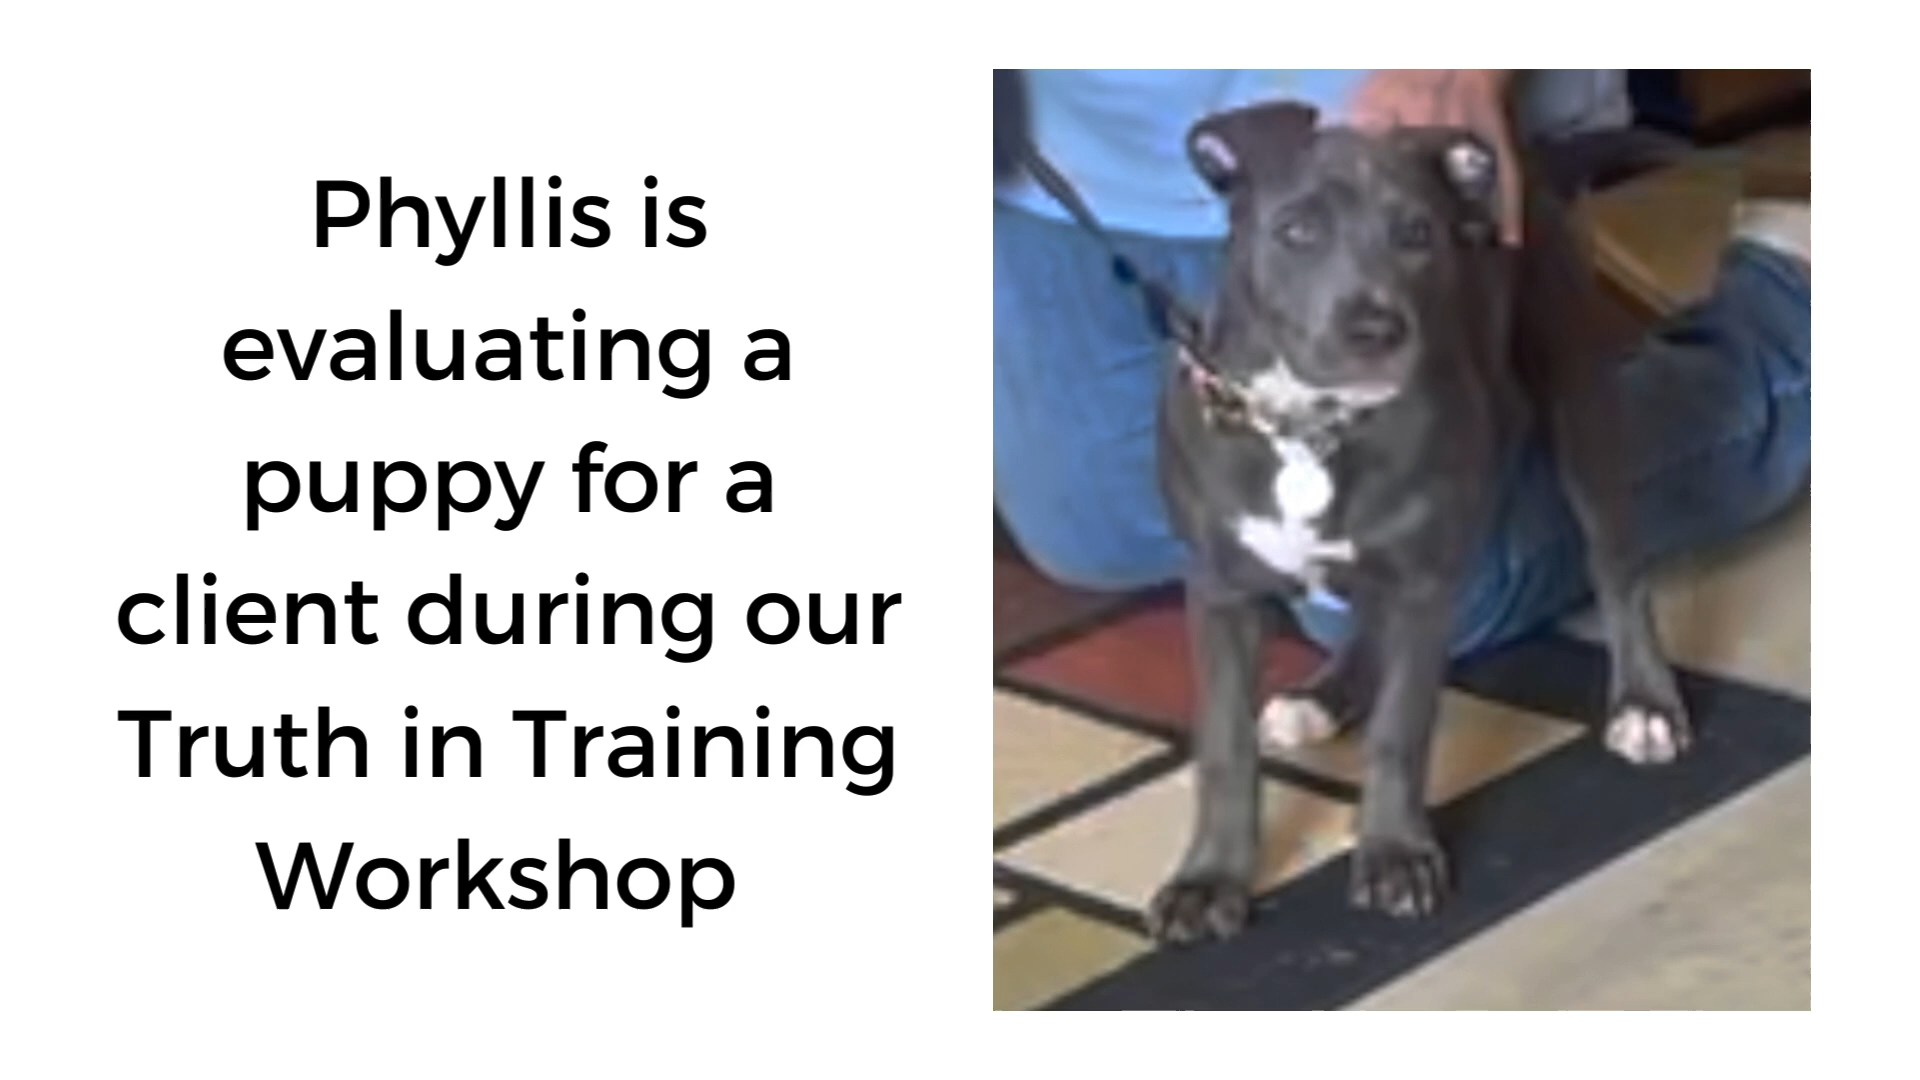 Phyllis is
evaluating a
puppy for a
client during our
Truth in Training
Workshop